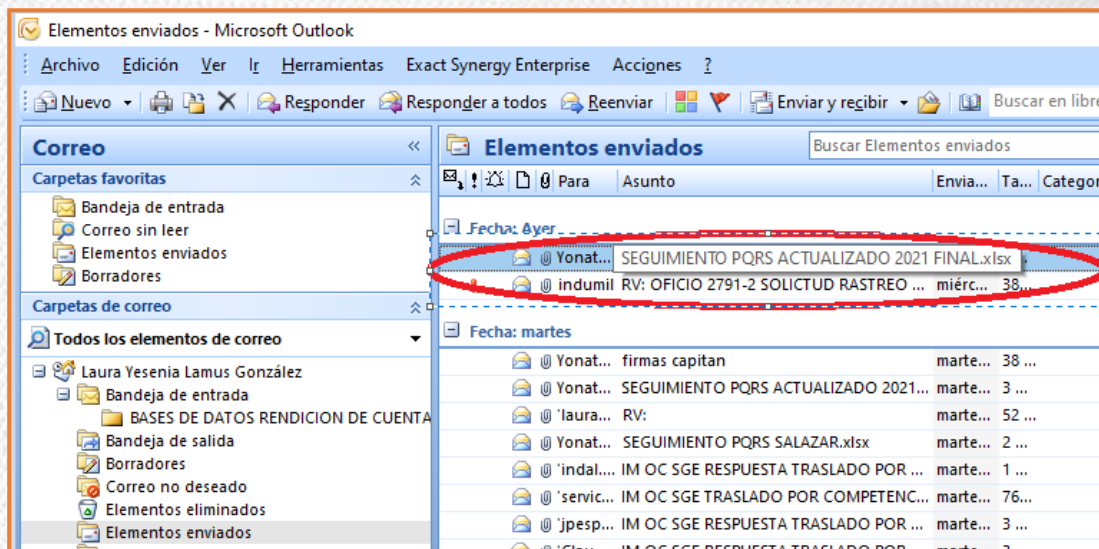 Elementos enviados - Microsoft Outlook
Archivo Edición Ver Ir Herramientas Exact Synergy Enterprise Acciones ?
Nuevo Responder Responder a todos Reenviar Enviar y recibir Buscar en libre
Correo «
Carpetas favoritas
Bandeja de entrada
Correo sin leer
Elementos enviados
Borradores
Carpetas de correo
Todos los elementos de correo
Laura Yesenia Lamus González
Bandeja de entrada
BASES DE DATOS RENDICION DE CUENTA
Bandeja de salida
Borradores
Correo no deseado
Elementos eliminados
Elementos enviados
Elementos enviados Buscar Elementos enviados
Para Asunto Envia... Ta... Categor
Fecha: Ayer
Yonat... SEGUIMIENTO PQRS ACTUALIZADO 2021 FINAL.xlsx
indumil RV: OFICIO 2791-2 SOLICTUD RASTREO ... miérc... 38...
Fecha: martes
Yonat... firmas capitan marte... 38 ...
Yonat... SEGUIMIENTO PQRS ACTUALIZADO 2021... marte... 3 ...
'laura... RV: marte... 52 ...
Yonat... SEGUIMIENTO PQRS SALAZAR.xlsx marte... 2 ...
'indal.... IM OC SGE RESPUESTA TRASLADO POR ... marte... 1 ...
'servic... IM OC SGE TRASLADO POR COMPETENC... marte... 76...
'jpesp... IM OC SGE RESPUESTA TRASLADO POR ... marte... 3 ...